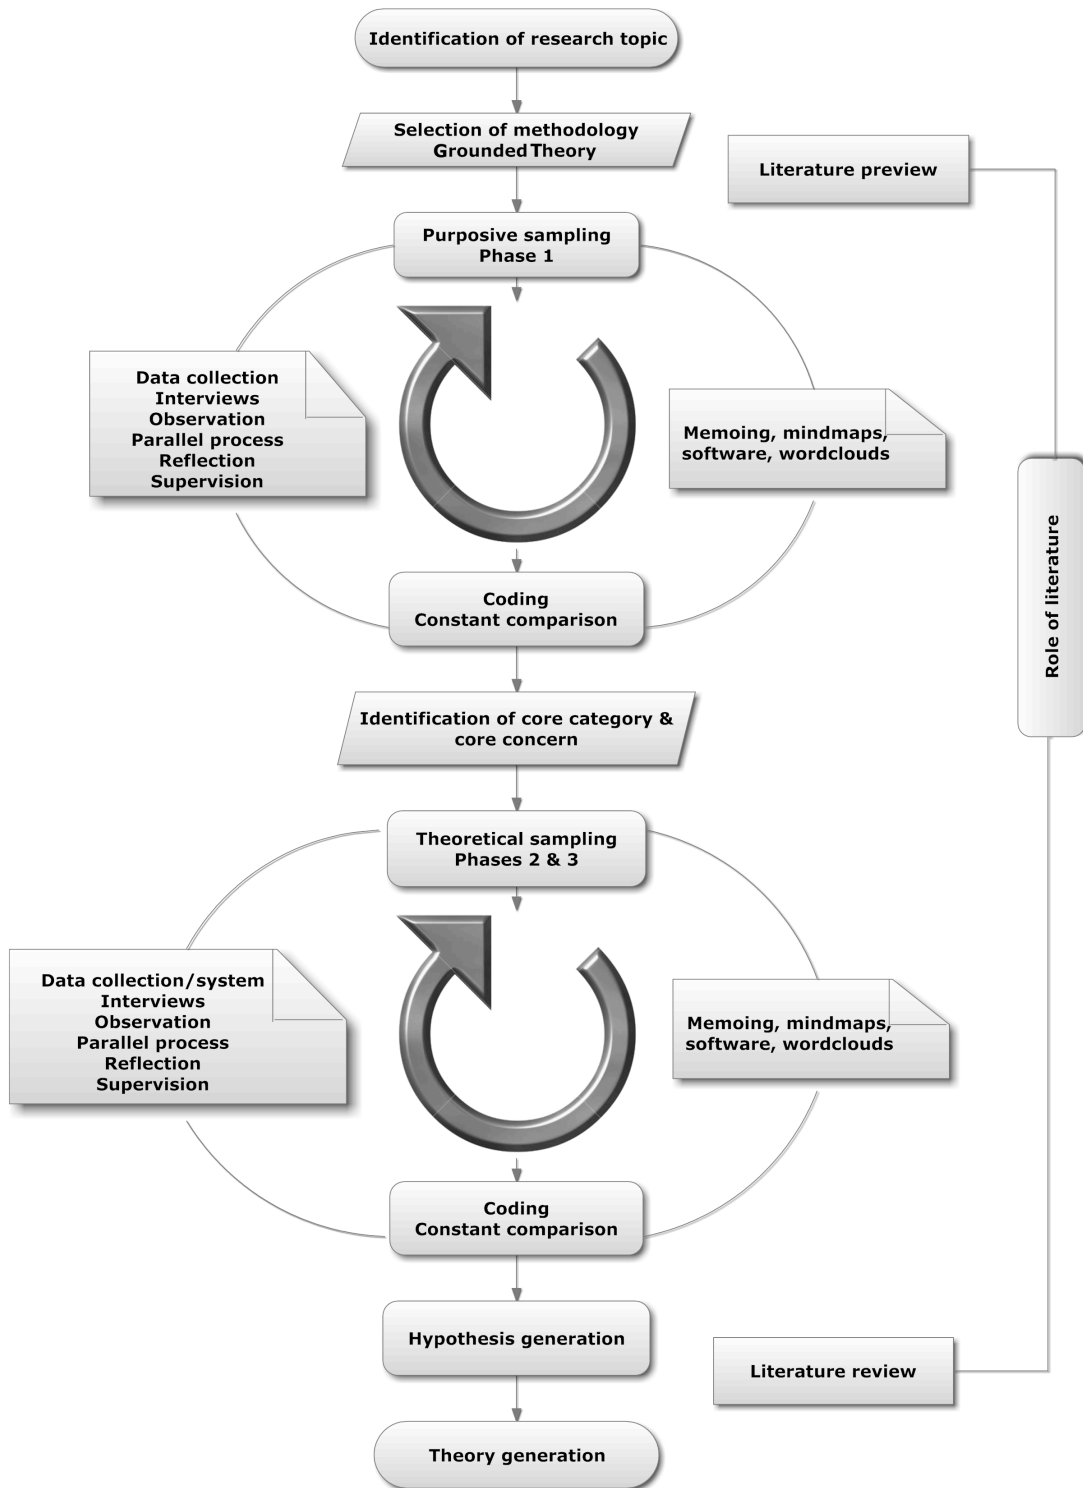 Identification of research topic
Selection of methodology
Grounded Theory
Literature preview
Purposive sampling
Phase 1
Data collection
Interviews
Observation
Parallel process
Reflection
Supervision
Memoing, mindmaps,
software, wordclouds
Coding
Constant comparison
Role of literature
Identification of core category &
core concern
Theoretical sampling
Phases 2 & 3
Data collection/system
Interviews
Observation
Parallel process
Reflection
Supervision
Memoing, mindmaps,
software, wordclouds
Coding
Constant comparison
Hypothesis generation
Literature review
Theory generation